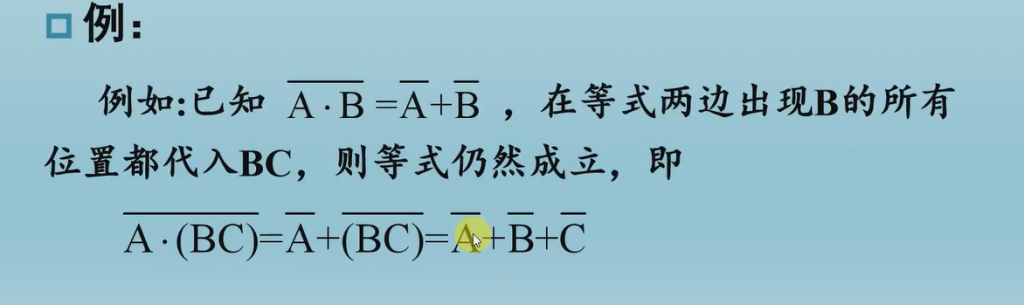 例：
例如:已知 $\overline{A \cdot B} = \overline{A} + \overline{B}$ ，在等式两边出现B的所有
位置都代入BC，则等式仍然成立，即
$\overline{A \cdot (BC)} = \overline{A} + \overline{(BC)} = \overline{A} + \overline{B} + \overline{C}$